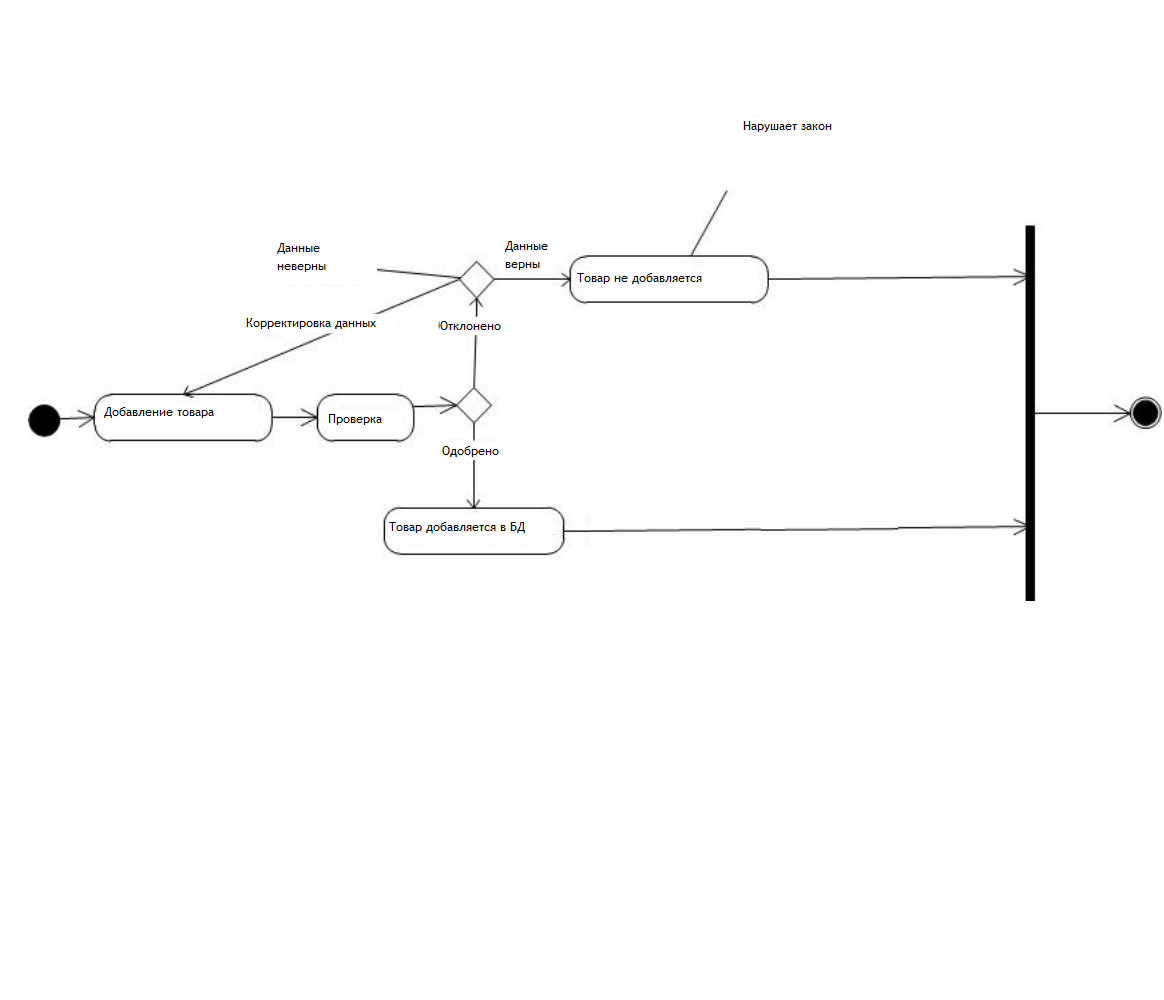 Нарушает закон
Данные
неверны
Данные
верны
Товар не добавляется
Корректировка данных
Отклонено
Добавление товара
Проверка
Одобрено
Товар добавляется в БД